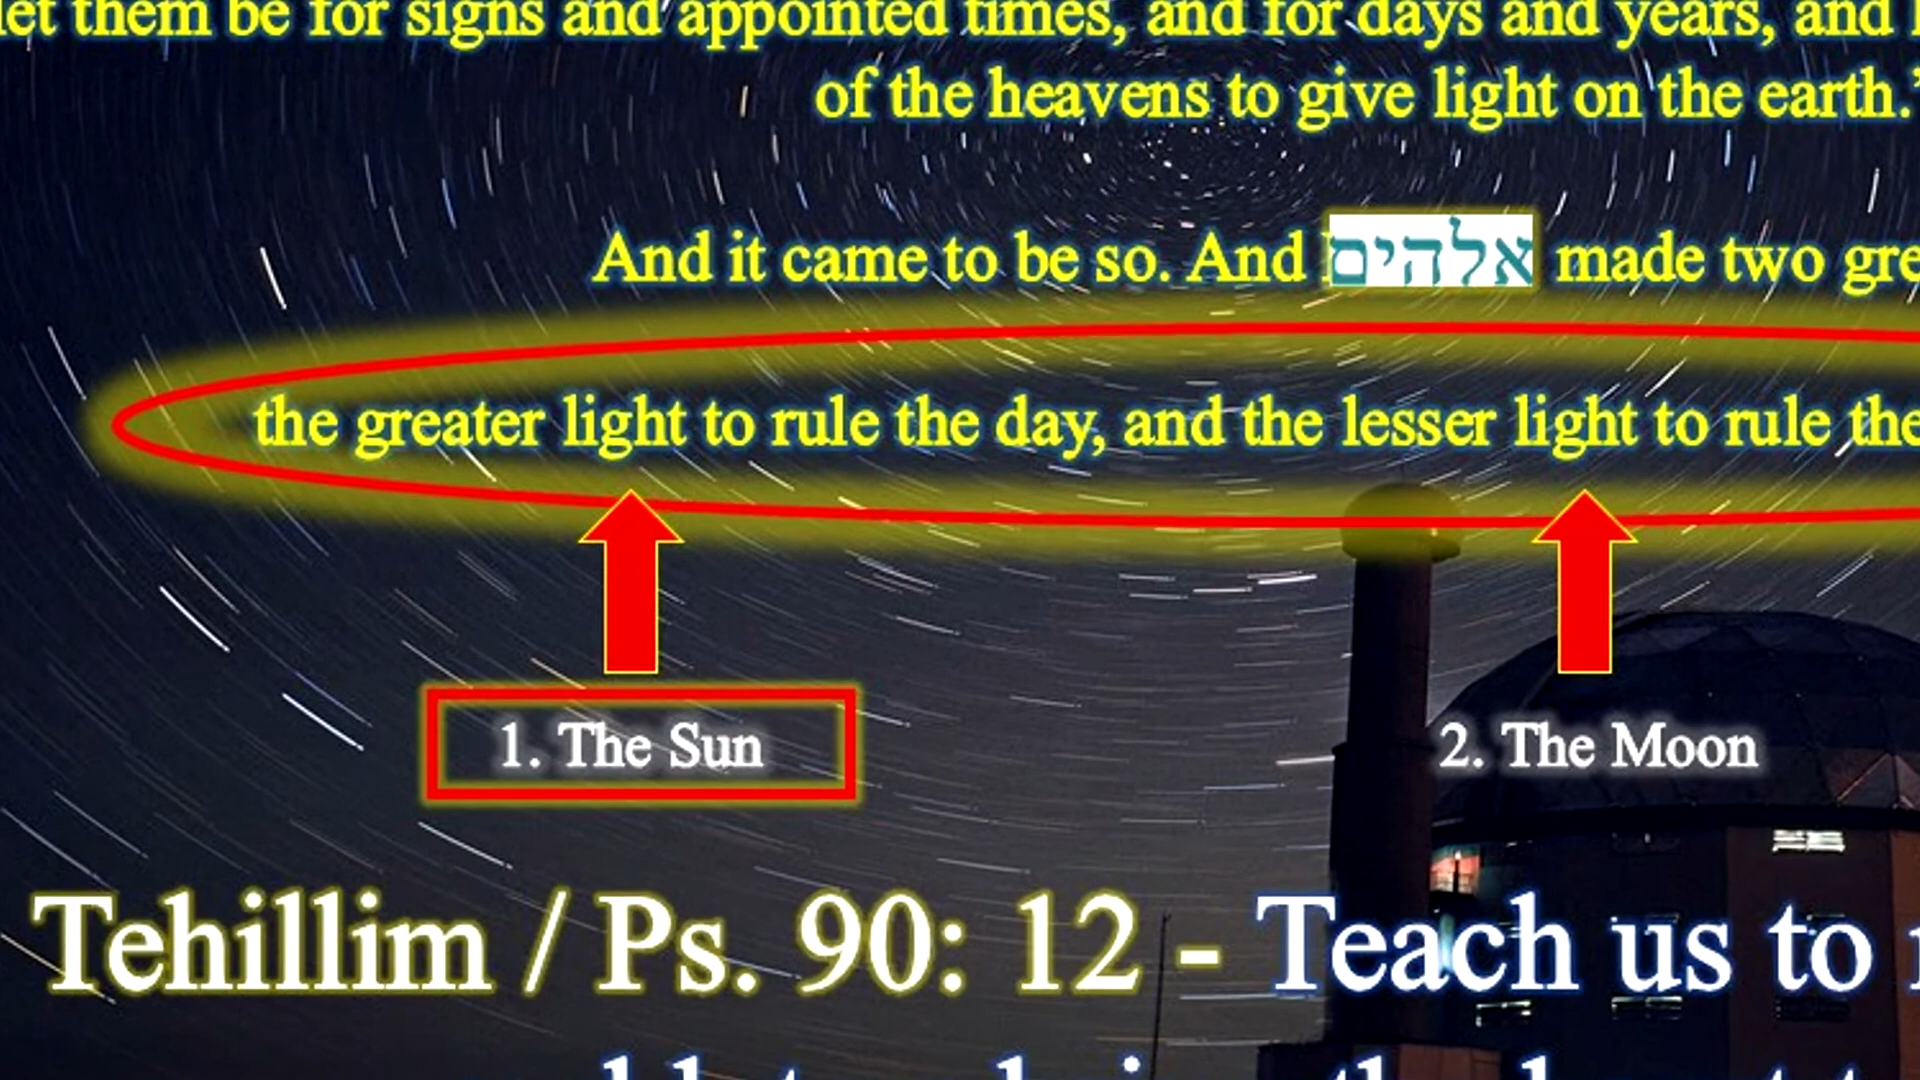 let them be for signs and appointed times, and for days and years, and
of the heavens to give light on the earth.”
And it came to be so. And אלהים made two
the greater light to rule the day, and the lesser light to rule the
1. The Sun
2. The Moon
Tehillim / Ps. 90: 12 - Teach us to